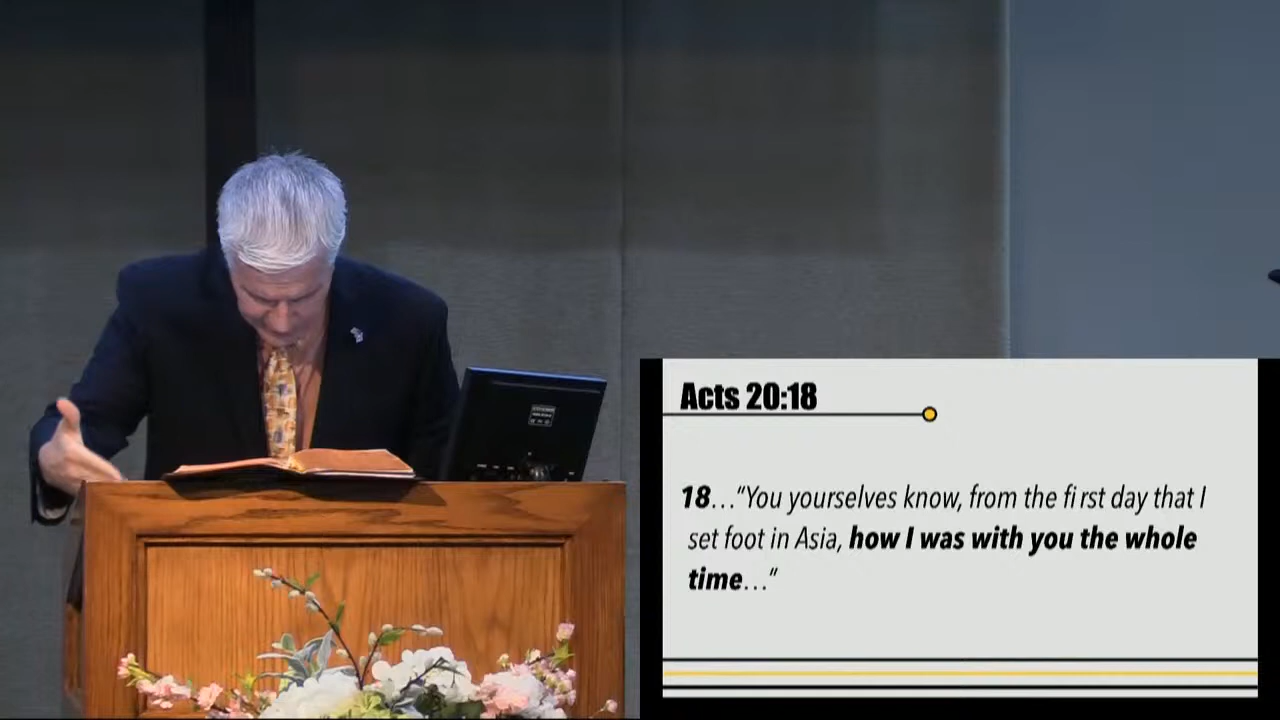 Acts 20:18
18…“You yourselves know, from the first day that I
set foot in Asia, how I was with you the whole
time…”